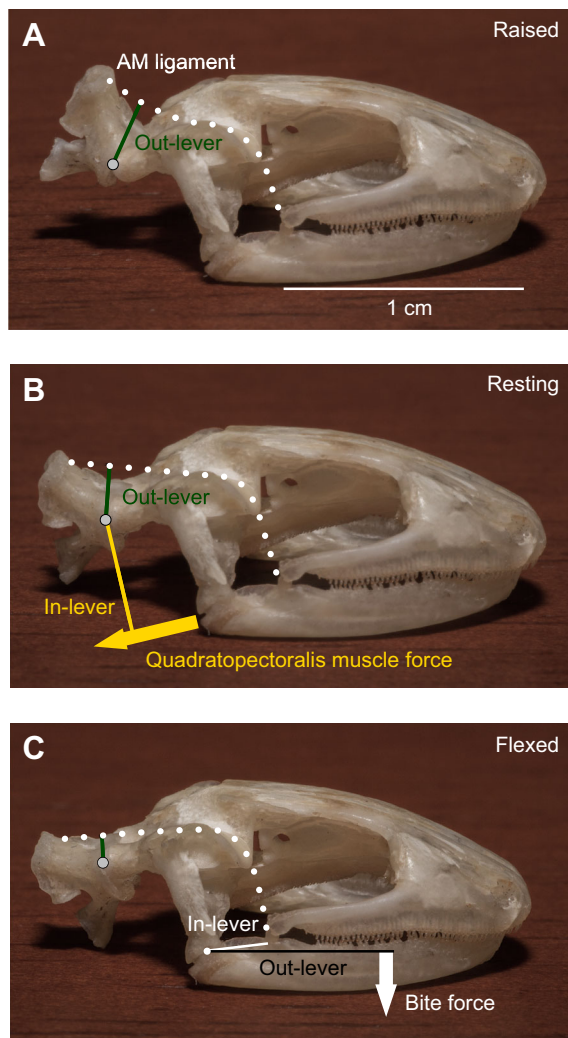 A
Raised
AM ligament
Out-lever
1 cm
B
Resting
Out-lever
In-lever
Quadratopectoralis muscle force
C
Flexed
In-lever
Out-lever
Bite force